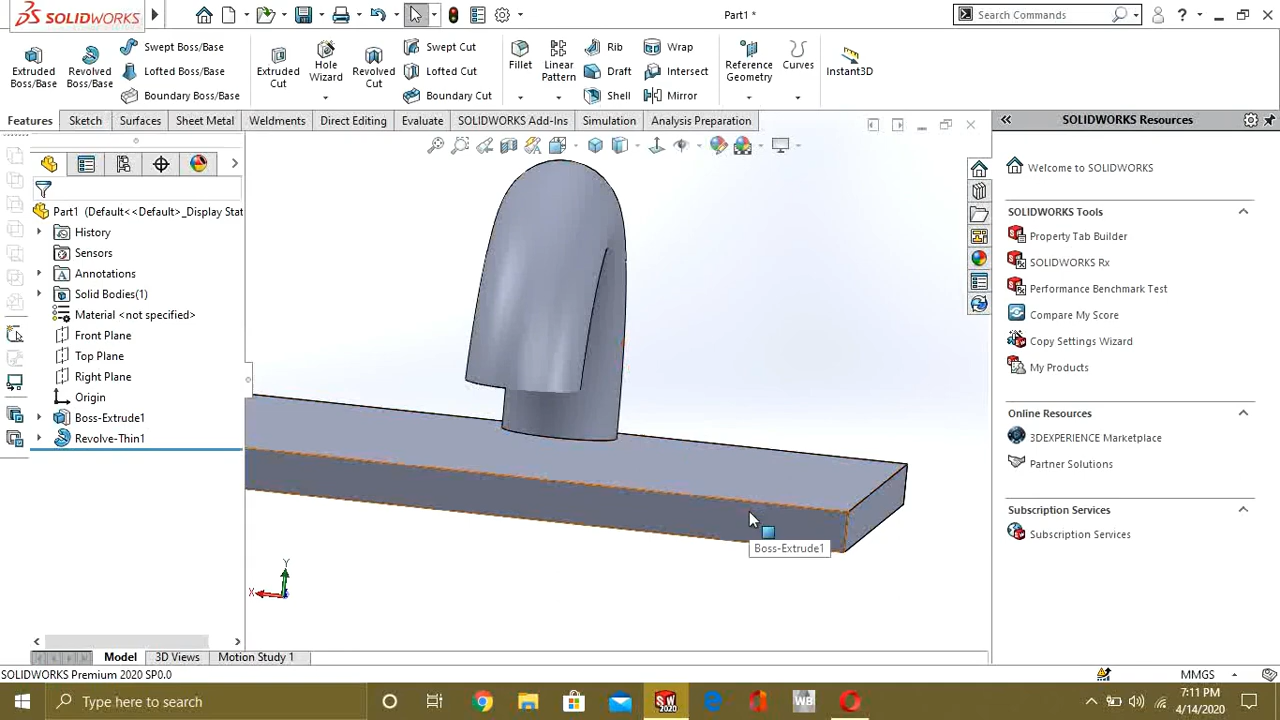 SOLIDWORKS
Part1 *
Search Commands
?
Extruded Boss/Base
Revolved Boss/Base
Swept Boss/Base
Lofted Boss/Base
Boundary Boss/Base
Extruded Cut
Hole Wizard
Revolved Cut
Swept Cut
Lofted Cut
Boundary Cut
Fillet
Linear Pattern
Rib
Draft
Shell
Wrap
Intersect
Mirror
Reference Geometry
Curves
Instant3D
Features
Sketch
Surfaces
Sheet Metal
Weldments
Direct Editing
Evaluate
SOLIDWORKS Add-Ins
Simulation
Analysis Preparation
Part1 (Default<<Default>_Display Stat
History
Sensors
Annotations
Solid Bodies(1)
Material <not specified>
Front Plane
Top Plane
Right Plane
Origin
Boss-Extrude1
Revolve-Thin1
Boss-Extrude1
Y
X
SOLIDWORKS Resources
Welcome to SOLIDWORKS
SOLIDWORKS Tools
Property Tab Builder
SOLIDWORKS Rx
Performance Benchmark Test
Compare My Score
Copy Settings Wizard
My Products
Online Resources
3DEXPERIENCE Marketplace
Partner Solutions
Subscription Services
Subscription Services
Model
3D Views
Motion Study 1
SOLIDWORKS Premium 2020 SP0.0
MMGS
Type here to search
SW
2020
WB
7:11 PM
4/14/2020